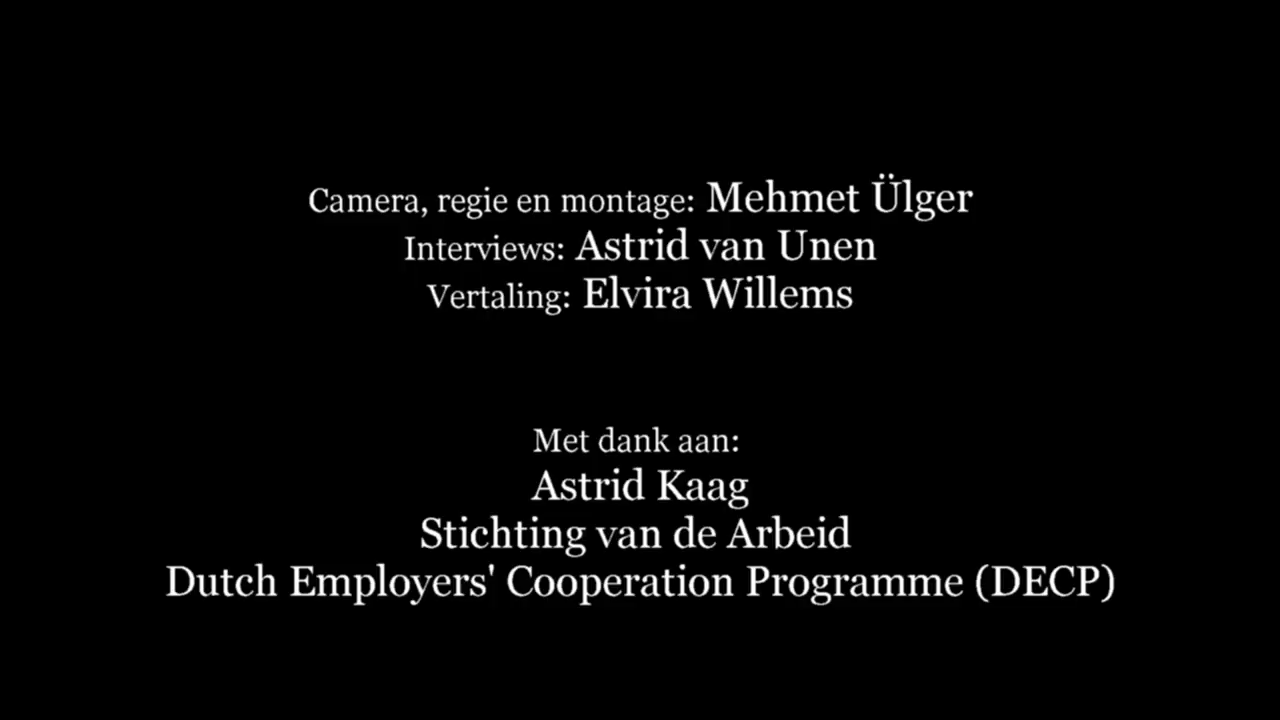 Camera, regie en montage: Mehmet Ülger
Interviews: Astrid van Unen
Vertaling: Elvira Willems
Met dank aan:
Astrid Kaag
Stichting van de Arbeid
Dutch Employers' Cooperation Programme (DECP)